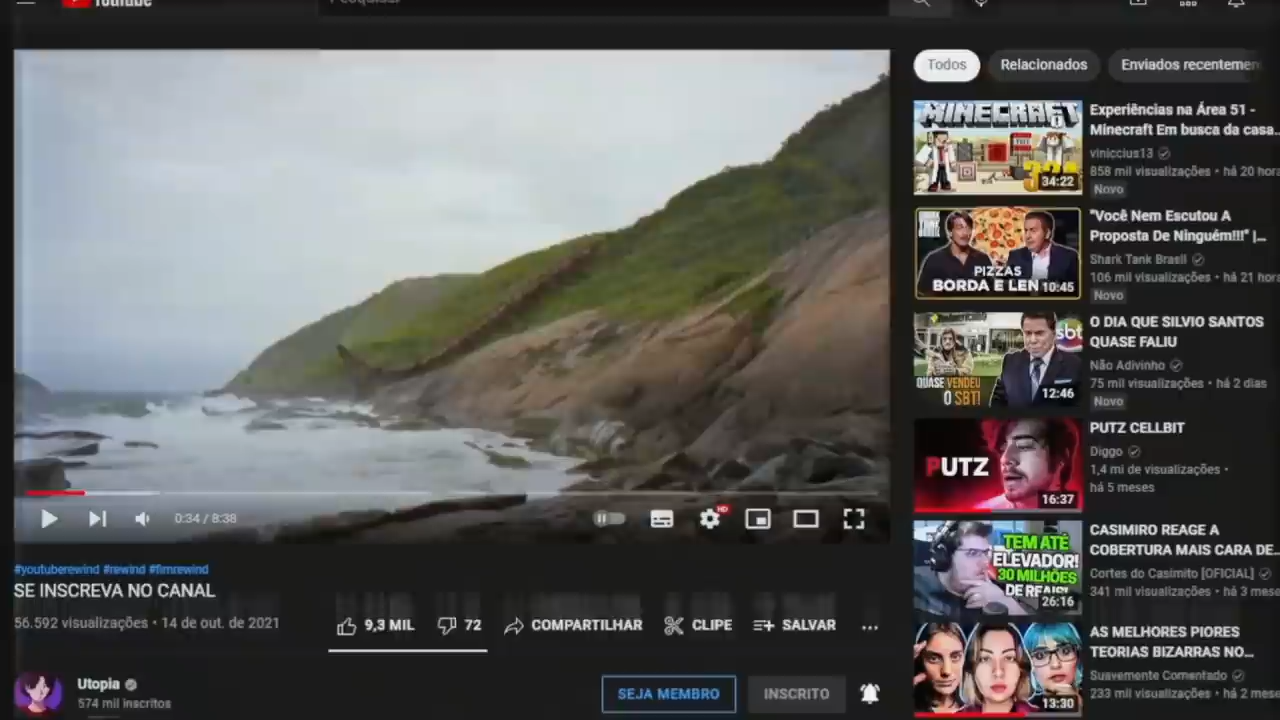 YouTube
Pesquisar
Todos
Relacionados
Enviados recentemen
MINECRAFT
34:22
Experiências na Área 51 -
Minecraft Em busca da casa...
viniccius13
858 mil visualizações • há 20 hora
Novo
PIZZAS
BORDA E LEN
10:45
"Você Nem Escutou A
Proposta De Ninguém!!!" |...
Shark Tank Brasil
106 mil visualizações • há 21 hora
Novo
QUASE VENDEU
O SBT!
sbt
12:46
O DIA QUE SILVIO SANTOS
QUASE FALIU
Não Adivinho
75 mil visualizações • há 2 dias
Novo
PUTZ
16:37
PUTZ CELLBIT
Diggo
1,4 mi de visualizações •
há 5 meses
TEM ATÉ
ELEVADOR!
30 MILHÕES
DE REAIS!
26:16
CASIMIRO REAGE A
COBERTURA MAIS CARA DE...
Cortes do Casimito [OFICIAL]
341 mil visualizações • há 3 mese
13:30
AS MELHORES PIORES
TEORIAS BIZARRAS NO...
Suavemente Comentado
233 mil visualizações • há 2 mese
0:34 / 8:38
HD
#youtuberewind #rewind #fimrewind
SE INSCREVA NO CANAL
56.592 visualizações • 14 de out. de 2021
9,3 MIL
72
COMPARTILHAR
CLIPE
SALVAR
Utopia
574 mil inscritos
SEJA MEMBRO
INSCRITO